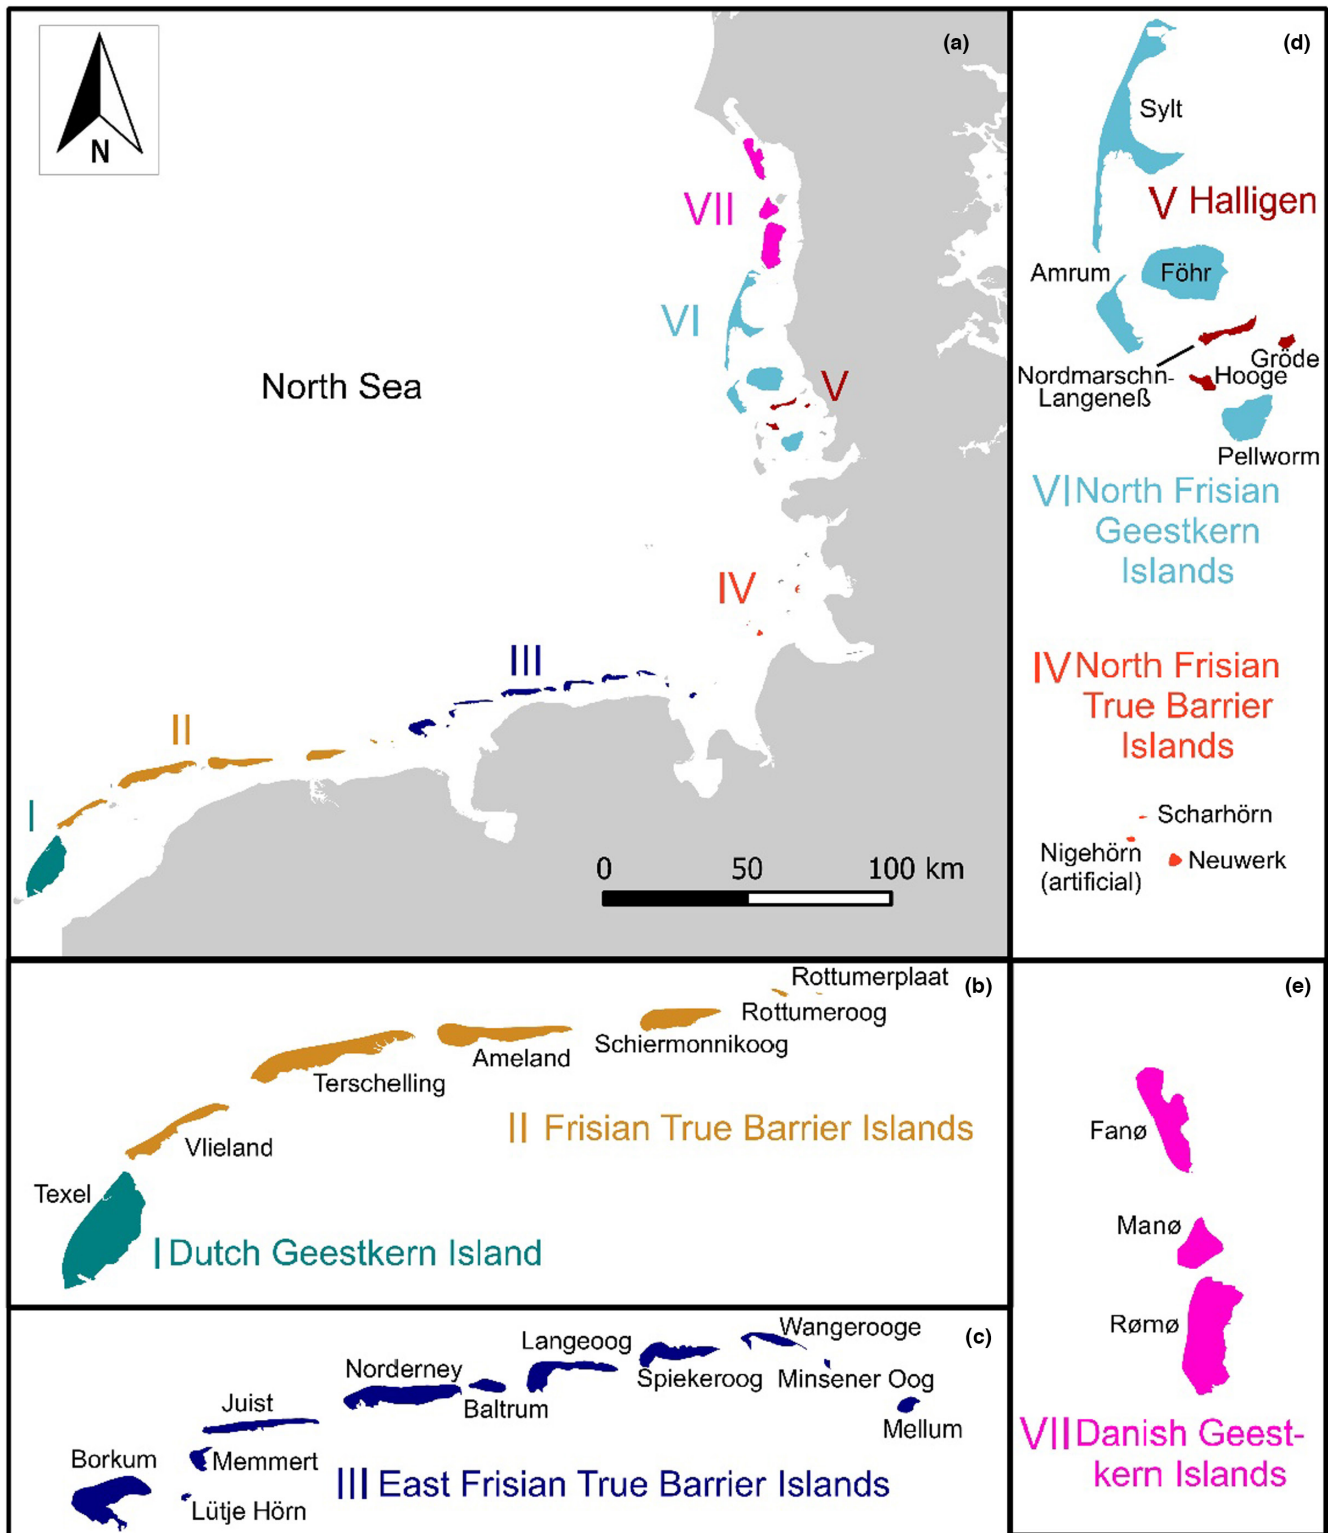 (a)
N
VII
VI
North Sea
V
IV
III
II
I
0 50 100 km
(d)
Sylt
V Halligen
Amrum
Föhr
Gröde
Nordmarschn-
Langeneß
Hooge
Pellworm
VI North Frisian
Geestkern
Islands
IV North Frisian
True Barrier
Islands
Scharhörn
Nigehörn
(artificial)
Neuwerk
(b)
Rottumerplaat
Rottumeroog
Schiermonnikoog
Ameland
Terschelling
II Frisian True Barrier Islands
Vlieland
Texel
I Dutch Geestkern Island
(c)
Wangerooge
Langeoog
Norderney
Spiekeroog
Minsener Oog
Juist
Baltrum
Mellum
Borkum
Memmert
III East Frisian True Barrier Islands
Lütje Hörn
(e)
Fanø
Manø
Rømø
VII Danish Geest-
kern Islands